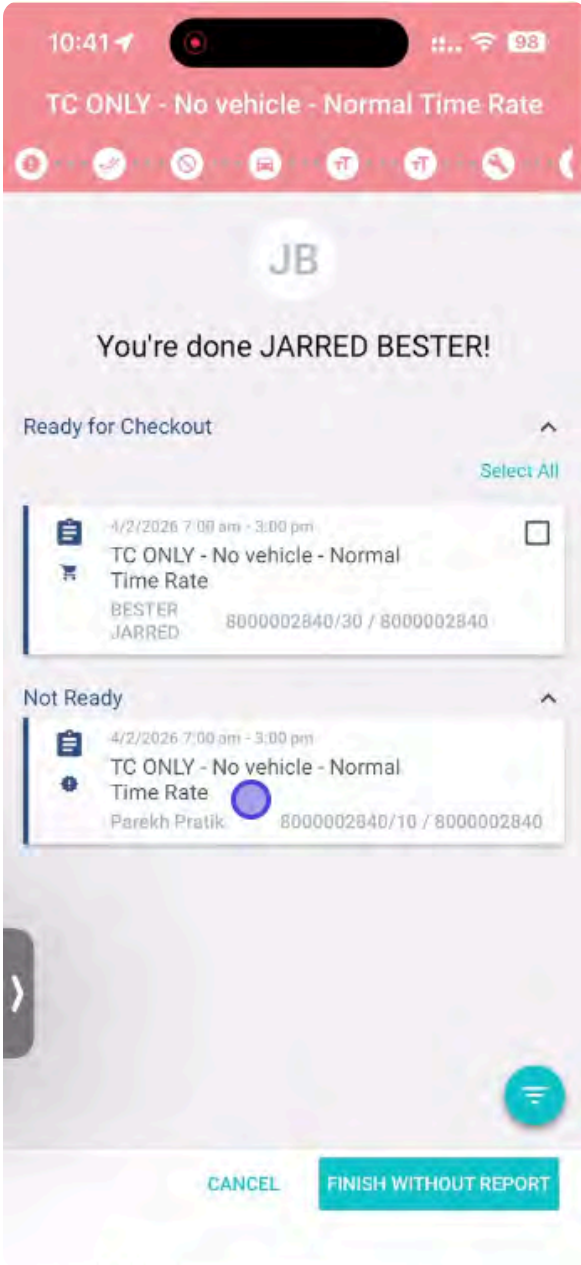 10:41
98
TC ONLY - No vehicle - Normal Time Rate
JB
You're done JARRED BESTER!
Ready for Checkout
Select All
4/2/2026 7:00 am - 3:00 pm
TC ONLY - No vehicle - Normal
Time Rate
BESTER
JARRED
8000002840/30 / 8000002840
Not Ready
4/2/2026 7:00 am - 3:00 pm
TC ONLY - No vehicle - Normal
Time Rate
Parekh Pratik
8000002840/10 / 8000002840
CANCEL
FINISH WITHOUT REPORT